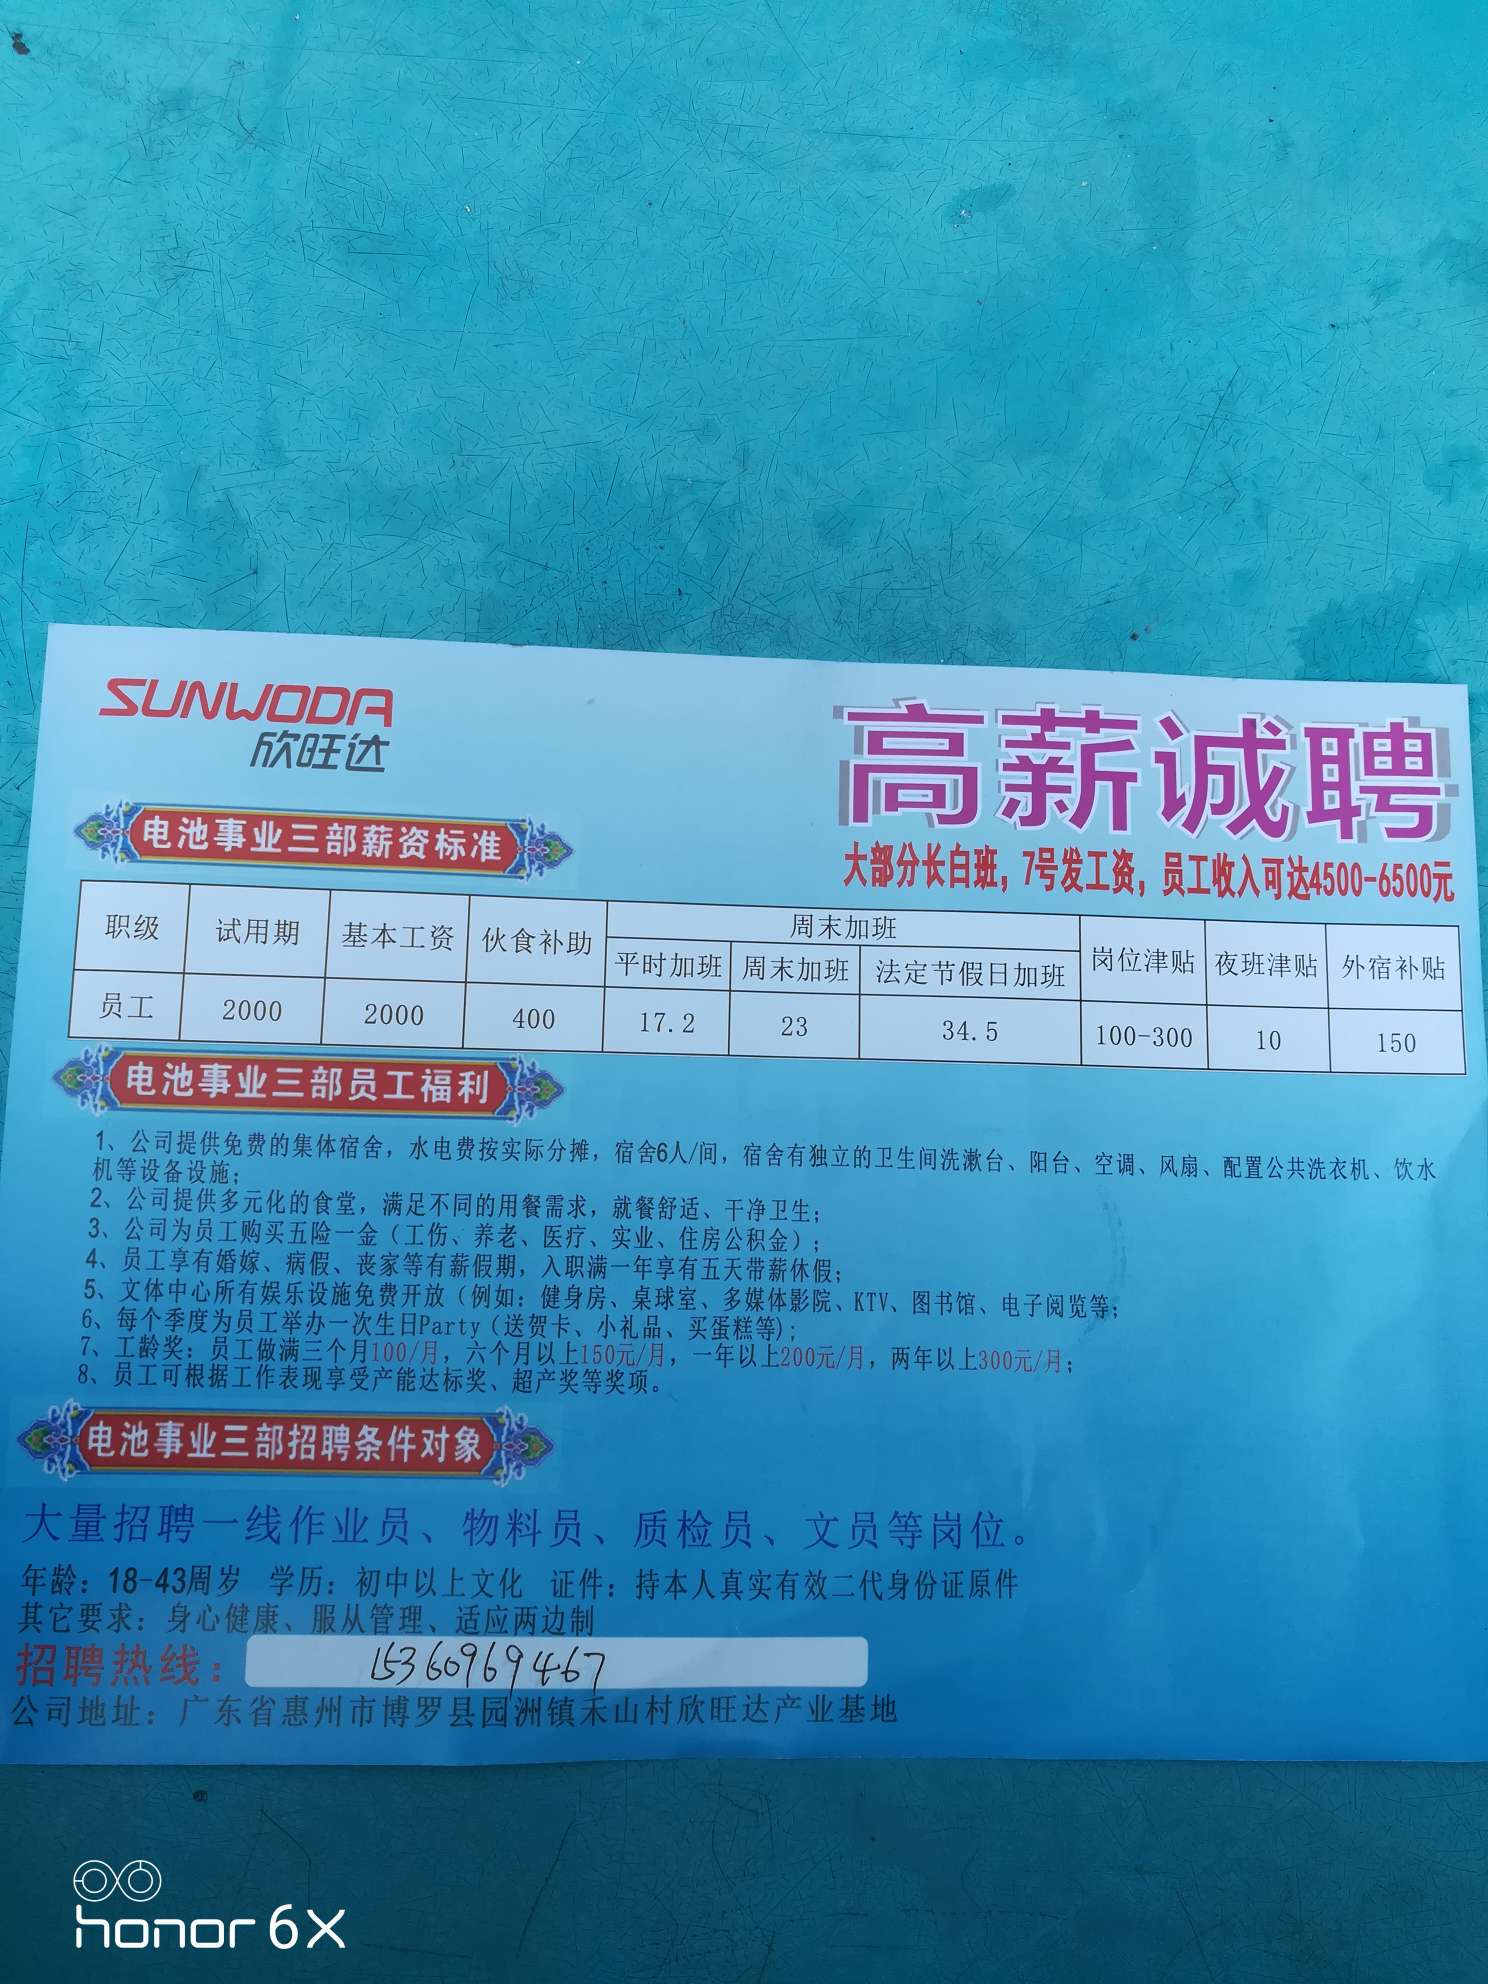 SUNWODA
欣旺达
高薪诚聘
大部分长白班，7号发工资，员工收入可达4500-6500元
电池事业三部薪资标准
职级 试用期 基本工资 伙食补助 周末加班 岗位津贴 夜班津贴 外宿补贴
平时加班 周末加班 法定节假日加班
员工 2000 2000 400 17.2 23 34.5 100-300 10 150
电池事业三部员工福利
1、公司提供免费的集体宿舍，水电费按实际分摊，宿舍6人/间，宿舍有独立的卫生间洗漱台、阳台、空调、风扇、配置公共洗衣机、饮水
机等设备设施；
2、公司提供多元化的食堂，满足不同的用餐需求，就餐舒适、干净卫生；
3、公司为员工购买五险一金（工伤、养老、医疗、实业、住房公积金）；
4、员工享有婚嫁、病假、丧家等有薪假期，入职满一年享有五天带薪休假；
5、文体中心所有娱乐设施免费开放（例如：健身房、桌球室、多媒体影院、KTV、图书馆、电子阅览等；
6、每个季度为员工举办一次生日Party（送贺卡、小礼品、买蛋糕等）；
7、工龄奖：员工做满三个月100/月，六个月以上150元/月，一年以上200元/月，两年以上300元/月；
8、员工可根据工作表现享受产能达标奖、超产奖等奖项。
电池事业三部招聘条件对象
大量招聘一线作业员、物料员、质检员、文员等岗位。
年龄：18-43周岁 学历：初中以上文化 证件：持本人真实有效二代身份证原件
其它要求：身心健康、服从管理、适应两边制
招聘热线：15360969467
公司地址：广东省惠州市博罗县园洲镇禾山村欣旺达产业基地
honor 6X